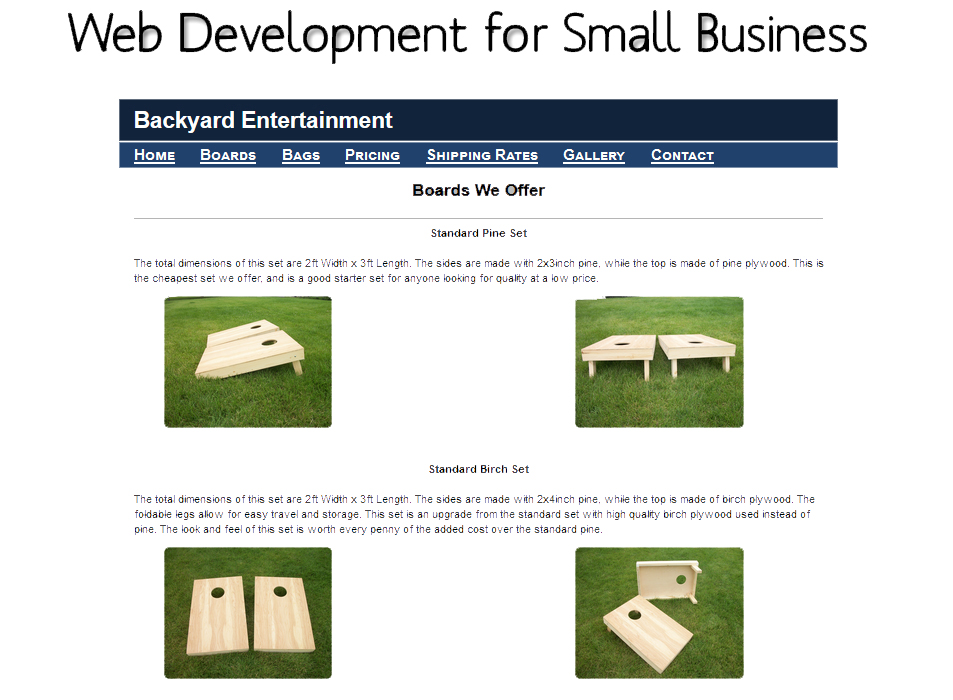 Web Development for Small Business
Backyard Entertainment
Home Boards Bags Pricing Shipping Rates Gallery Contact
Boards We Offer
Standard Pine Set
The total dimensions of this set are 2ft Width x 3ft Length. The sides are made with 2x3inch pine, while the top is made of pine plywood. This is
the cheapest set we offer, and is a good starter set for anyone looking for quality at a low price.
Standard Birch Set
The total dimensions of this set are 2ft Width x 3ft Length. The sides are made with 2x4inch pine, while the top is made of birch plywood. The
foldable legs allow for easy travel and storage. This set is an upgrade from the standard set with high quality birch plywood used instead of
pine. The look and feel of this set is worth every penny of the added cost over the standard pine.